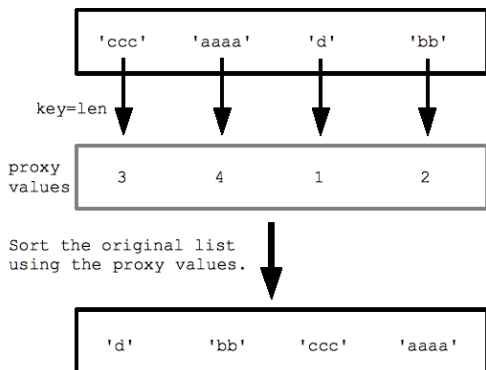 'ccc' 'aaaa' 'd' 'bb'
key=len
proxy
values
3 4 1 2
Sort the original list
using the proxy values.
'd' 'bb' 'ccc' 'aaaa'